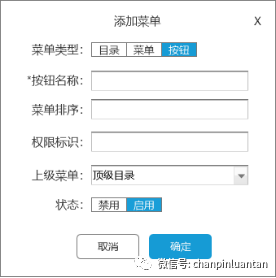 添加菜单 X
菜单类型： 目录 菜单 按钮
*按钮名称：
菜单排序：
权限标识：
上级菜单： 顶级目录
状态： 禁用 启用
取消 确定
微信号: chanpinluantan